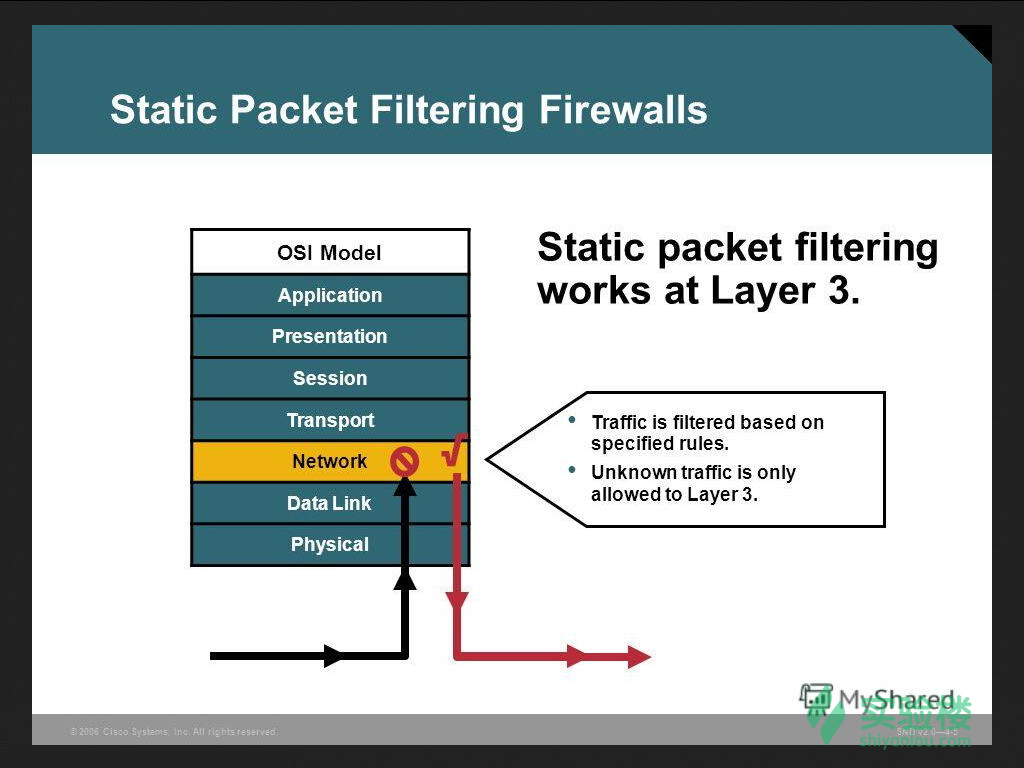 Static Packet Filtering Firewalls
OSI Model
Application
Presentation
Session
Transport
Network
Data Link
Physical
Static packet filtering
works at Layer 3.
• Traffic is filtered based on
specified rules.
• Unknown traffic is only
allowed to Layer 3.
MyShared
实验楼
shiyanlou.com
© 2006 Cisco Systems, Inc. All rights reserved.
SND v2.0—4-5